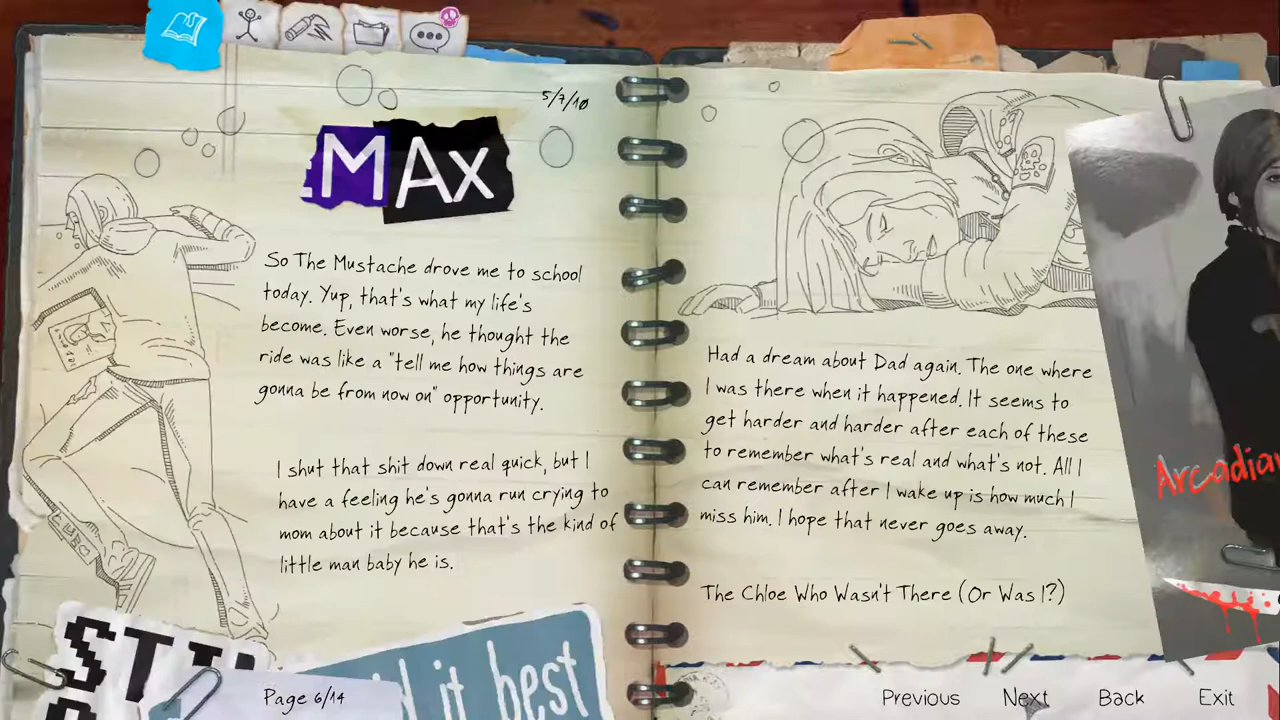 5/7/10
MAx
So The Mustache drove me to school
today. Yup, that's what my life's
become. Even worse, he thought the
ride was like a "tell me how things are
gonna be from now on" opportunity.
I shut that shit down real quick, but I
have a feeling he's gonna run crying to
mom about it because that's the kind of
little man baby he is.
Had a dream about Dad again. The one where
I was there when it happened. It seems to
get harder and harder after each of these
to remember what's real and what's not. All I
can remember after I wake up is how much I
miss him. I hope that never goes away.
The Chloe Who Wasn't There (Or Was I?)
it best
Page 6/14
Previous
Next
Back
Exit